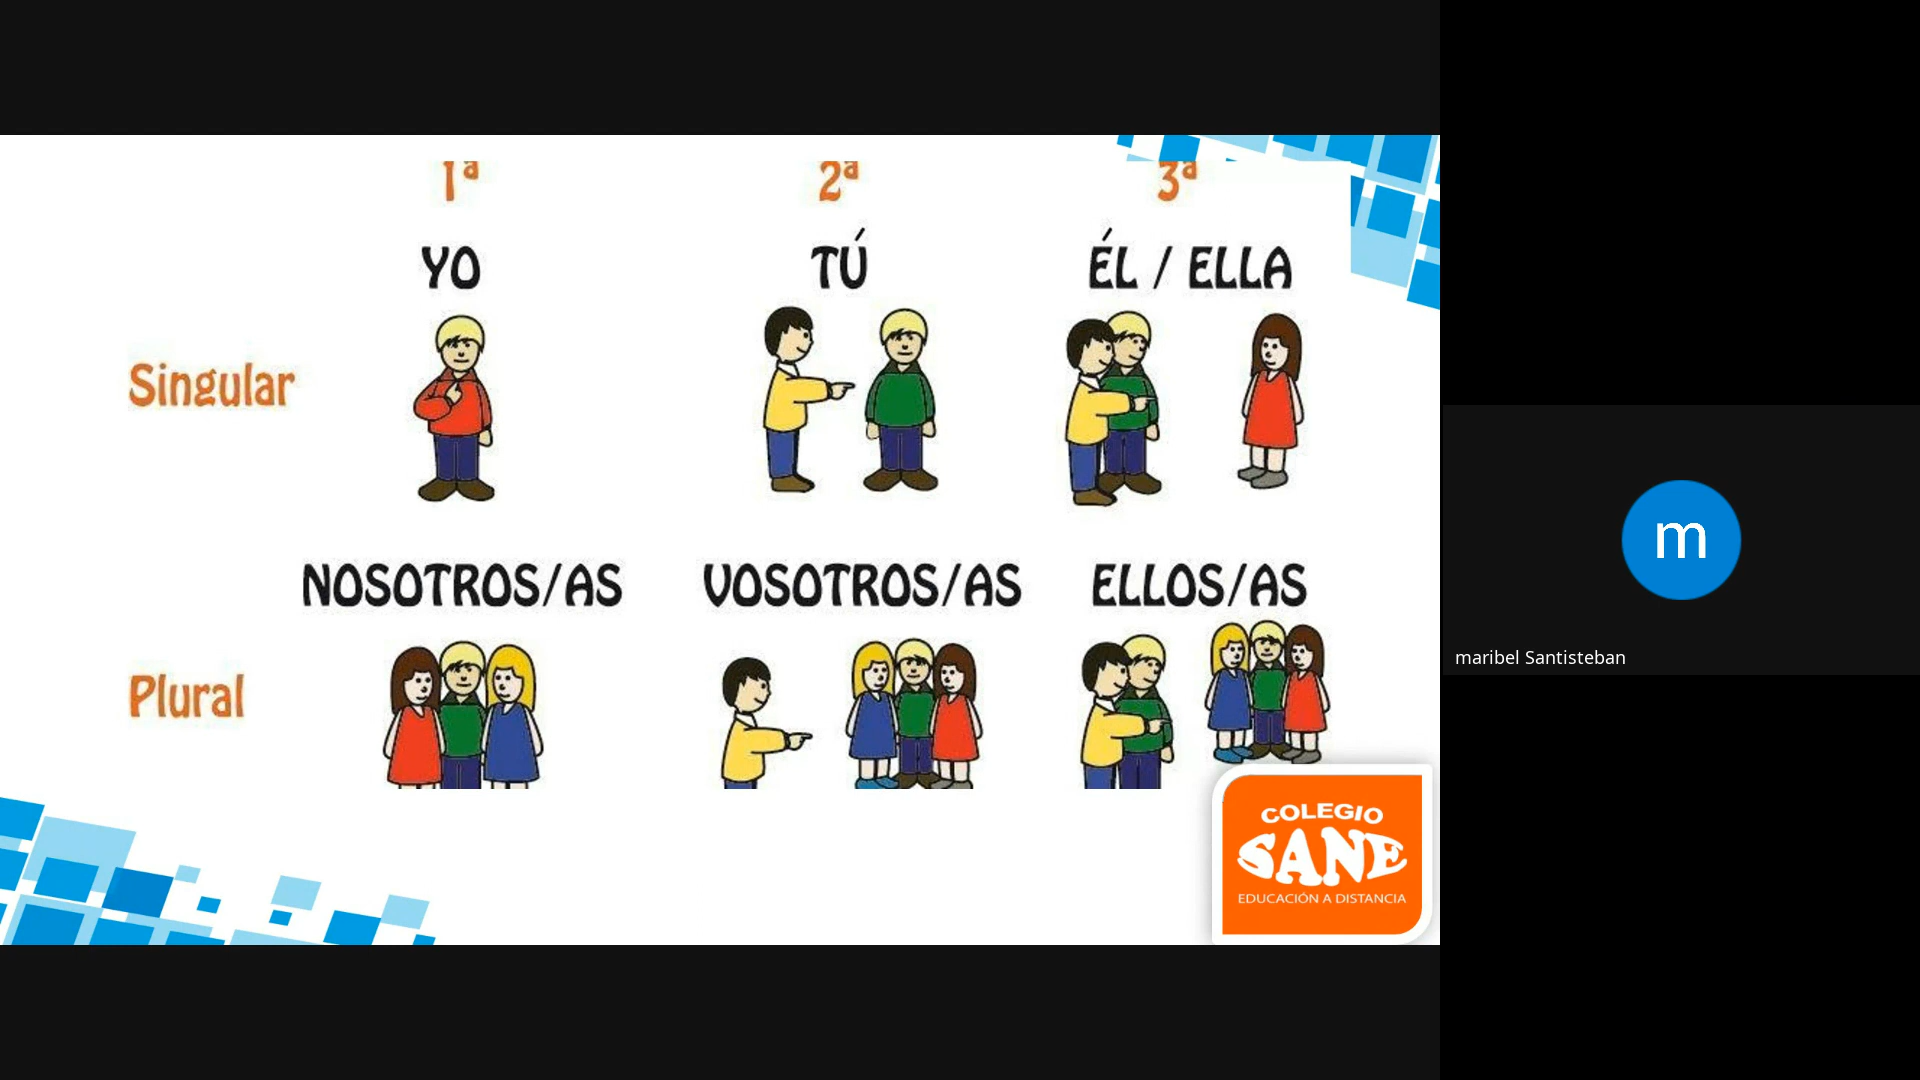 1ª 2ª 3ª
YO TÚ ÉL / ELLA
Singular
NOSOTROS/AS VOSOTROS/AS ELLOS/AS
Plural
COLEGIO
SANE
EDUCACIÓN A DISTANCIA
m
maribel Santisteban